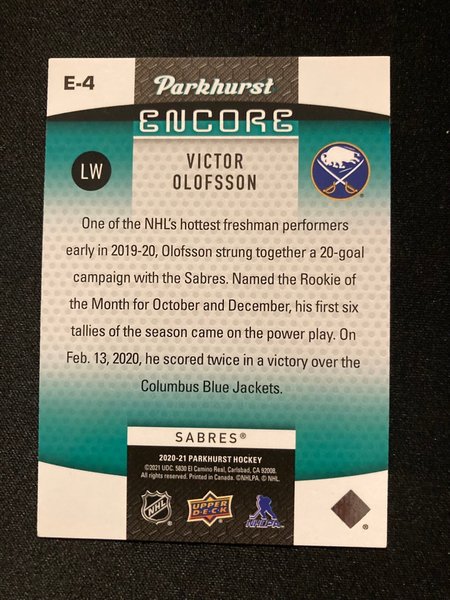 E-4
Parkhurst
ENCORE
LW
VICTOR
OLOFSSON
One of the NHL's hottest freshman performers
early in 2019-20, Olofsson strung together a 20-goal
campaign with the Sabres. Named the Rookie of
the Month for October and December, his first six
tallies of the season came on the power play. On
Feb. 13, 2020, he scored twice in a victory over the
Columbus Blue Jackets.
SABRES®
2020-21 PARKHURST HOCKEY
©2021 UDC. 5830 El Camino Real, Carlsbad, CA 92008.
All rights reserved. Printed in Canada. ©NHLPA. © NHL.
NHL
UPPER
DECK
NHLPA
®